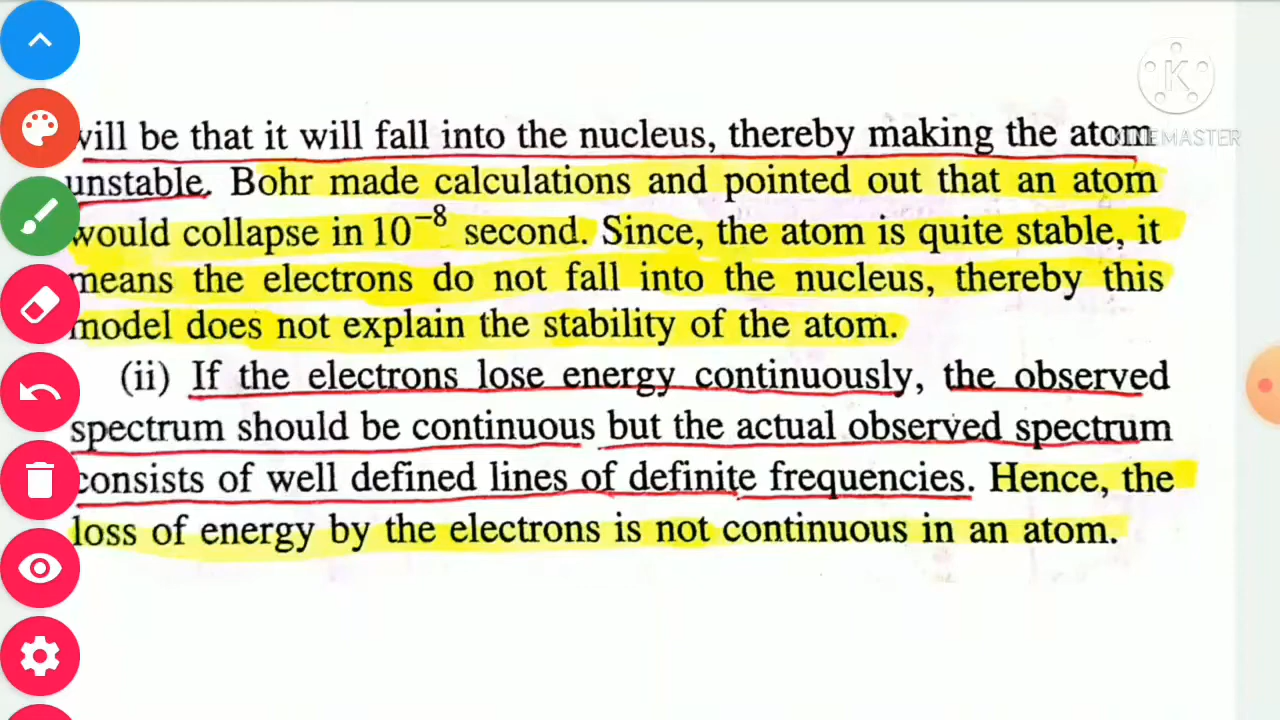 KINEMASTER
will be that it will fall into the nucleus, thereby making the atom
unstable. Bohr made calculations and pointed out that an atom
would collapse in 10⁻⁸ second. Since, the atom is quite stable, it
means the electrons do not fall into the nucleus, thereby this
model does not explain the stability of the atom.
(ii) If the electrons lose energy continuously, the observed
spectrum should be continuous but the actual observed spectrum
consists of well defined lines of definite frequencies. Hence, the
loss of energy by the electrons is not continuous in an atom.